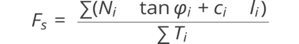 F_s = ∑(N_i tan φ_i + c_i l_i) / ∑ T_i